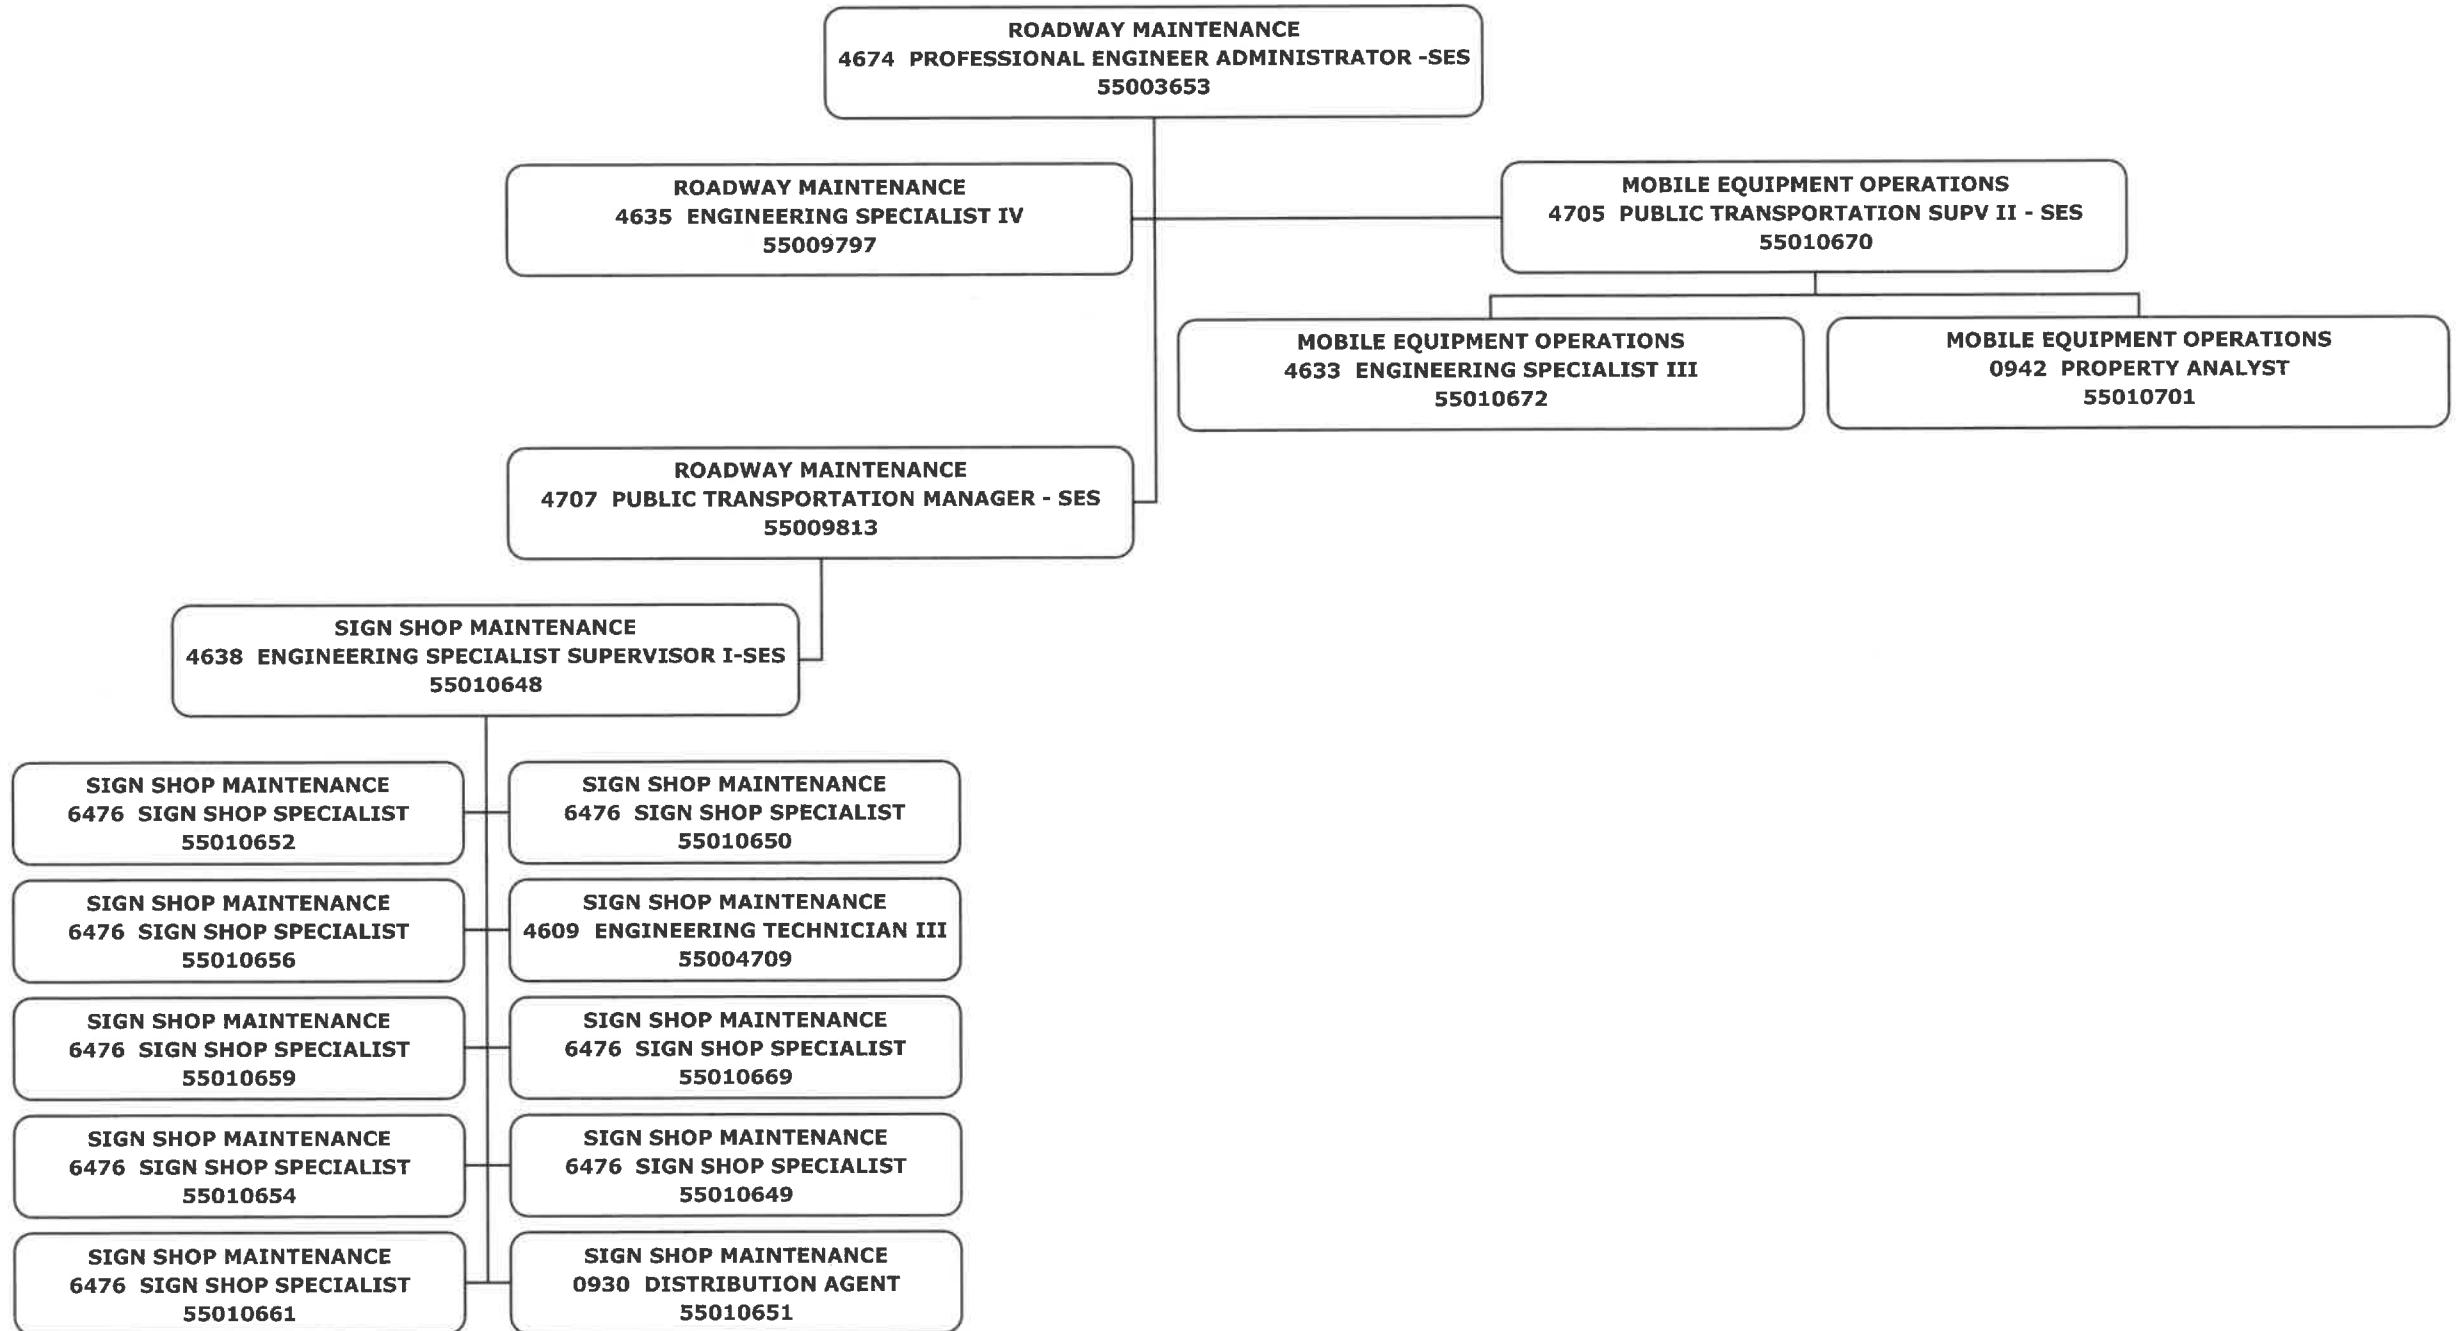 ROADWAY MAINTENANCE
4674 PROFESSIONAL ENGINEER ADMINISTRATOR -SES
55003653
ROADWAY MAINTENANCE
4635 ENGINEERING SPECIALIST IV
55009797
MOBILE EQUIPMENT OPERATIONS
4705 PUBLIC TRANSPORTATION SUPV II - SES
55010670
MOBILE EQUIPMENT OPERATIONS
4633 ENGINEERING SPECIALIST III
55010672
MOBILE EQUIPMENT OPERATIONS
0942 PROPERTY ANALYST
55010701
ROADWAY MAINTENANCE
4707 PUBLIC TRANSPORTATION MANAGER - SES
55009813
SIGN SHOP MAINTENANCE
4638 ENGINEERING SPECIALIST SUPERVISOR I-SES
55010648
SIGN SHOP MAINTENANCE
6476 SIGN SHOP SPECIALIST
55010652
SIGN SHOP MAINTENANCE
6476 SIGN SHOP SPECIALIST
55010650
SIGN SHOP MAINTENANCE
6476 SIGN SHOP SPECIALIST
55010656
SIGN SHOP MAINTENANCE
4609 ENGINEERING TECHNICIAN III
55004709
SIGN SHOP MAINTENANCE
6476 SIGN SHOP SPECIALIST
55010659
SIGN SHOP MAINTENANCE
6476 SIGN SHOP SPECIALIST
55010669
SIGN SHOP MAINTENANCE
6476 SIGN SHOP SPECIALIST
55010654
SIGN SHOP MAINTENANCE
6476 SIGN SHOP SPECIALIST
55010649
SIGN SHOP MAINTENANCE
6476 SIGN SHOP SPECIALIST
55010661
SIGN SHOP MAINTENANCE
0930 DISTRIBUTION AGENT
55010651